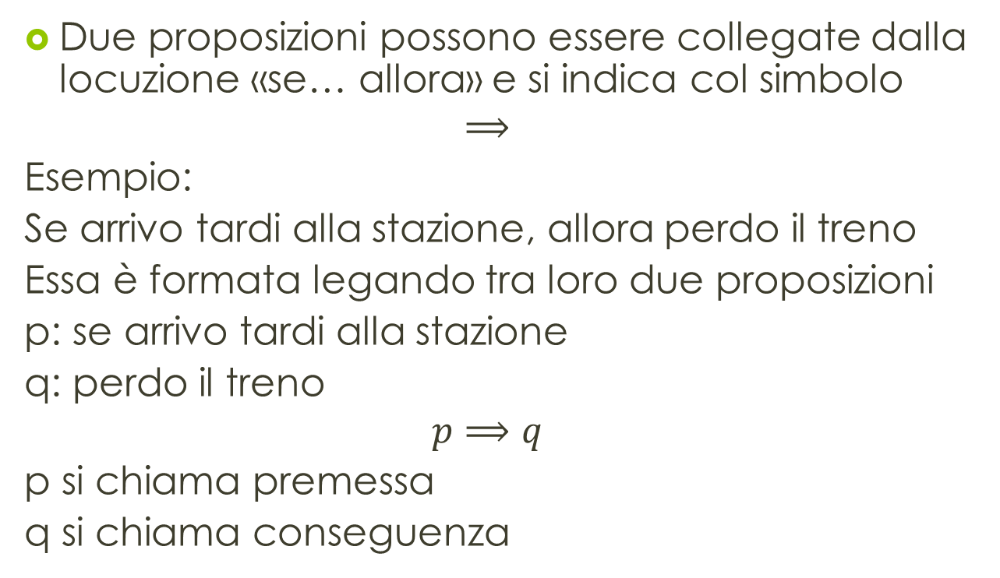 Due proposizioni possono essere collegate dalla
locuzione «se… allora» e si indica col simbolo
⟹
Esempio:
Se arrivo tardi alla stazione, allora perdo il treno
Essa è formata legando tra loro due proposizioni
p: se arrivo tardi alla stazione
q: perdo il treno
𝑝 ⟹ 𝑞
p si chiama premessa
q si chiama conseguenza